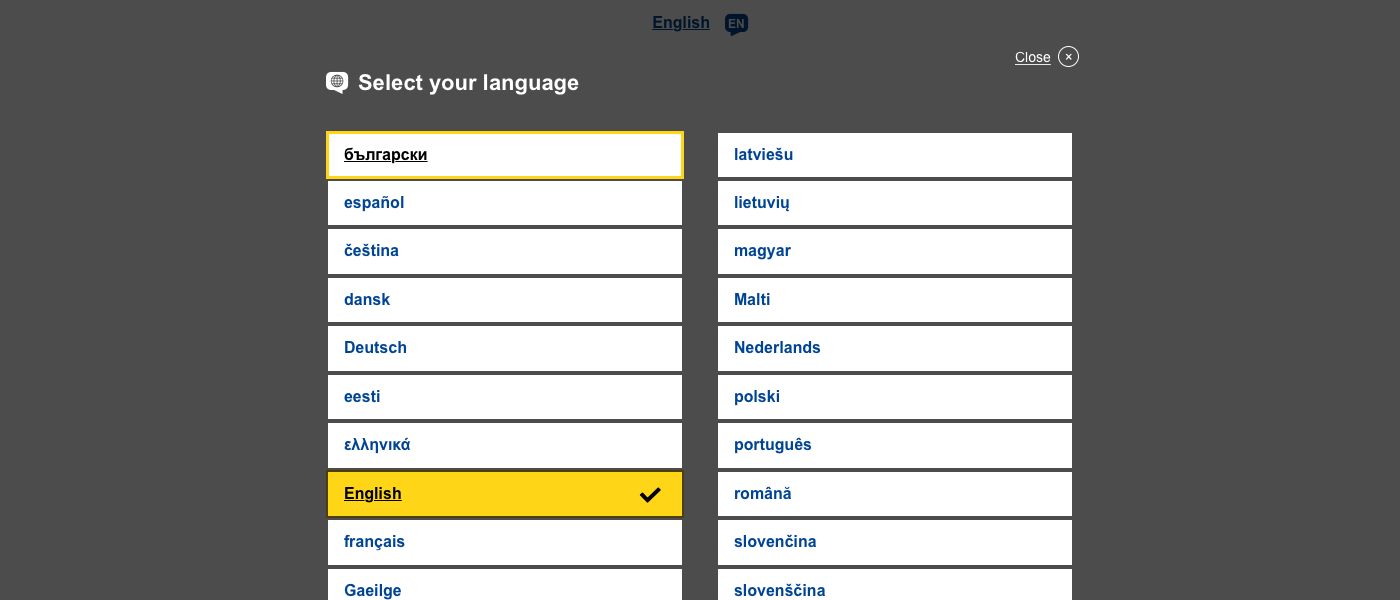 English EN
Close
Select your language
български
español
čeština
dansk
Deutsch
eesti
ελληνικά
English
français
Gaeilge
latviešu
lietuvių
magyar
Malti
Nederlands
polski
português
română
slovenčina
slovenščina